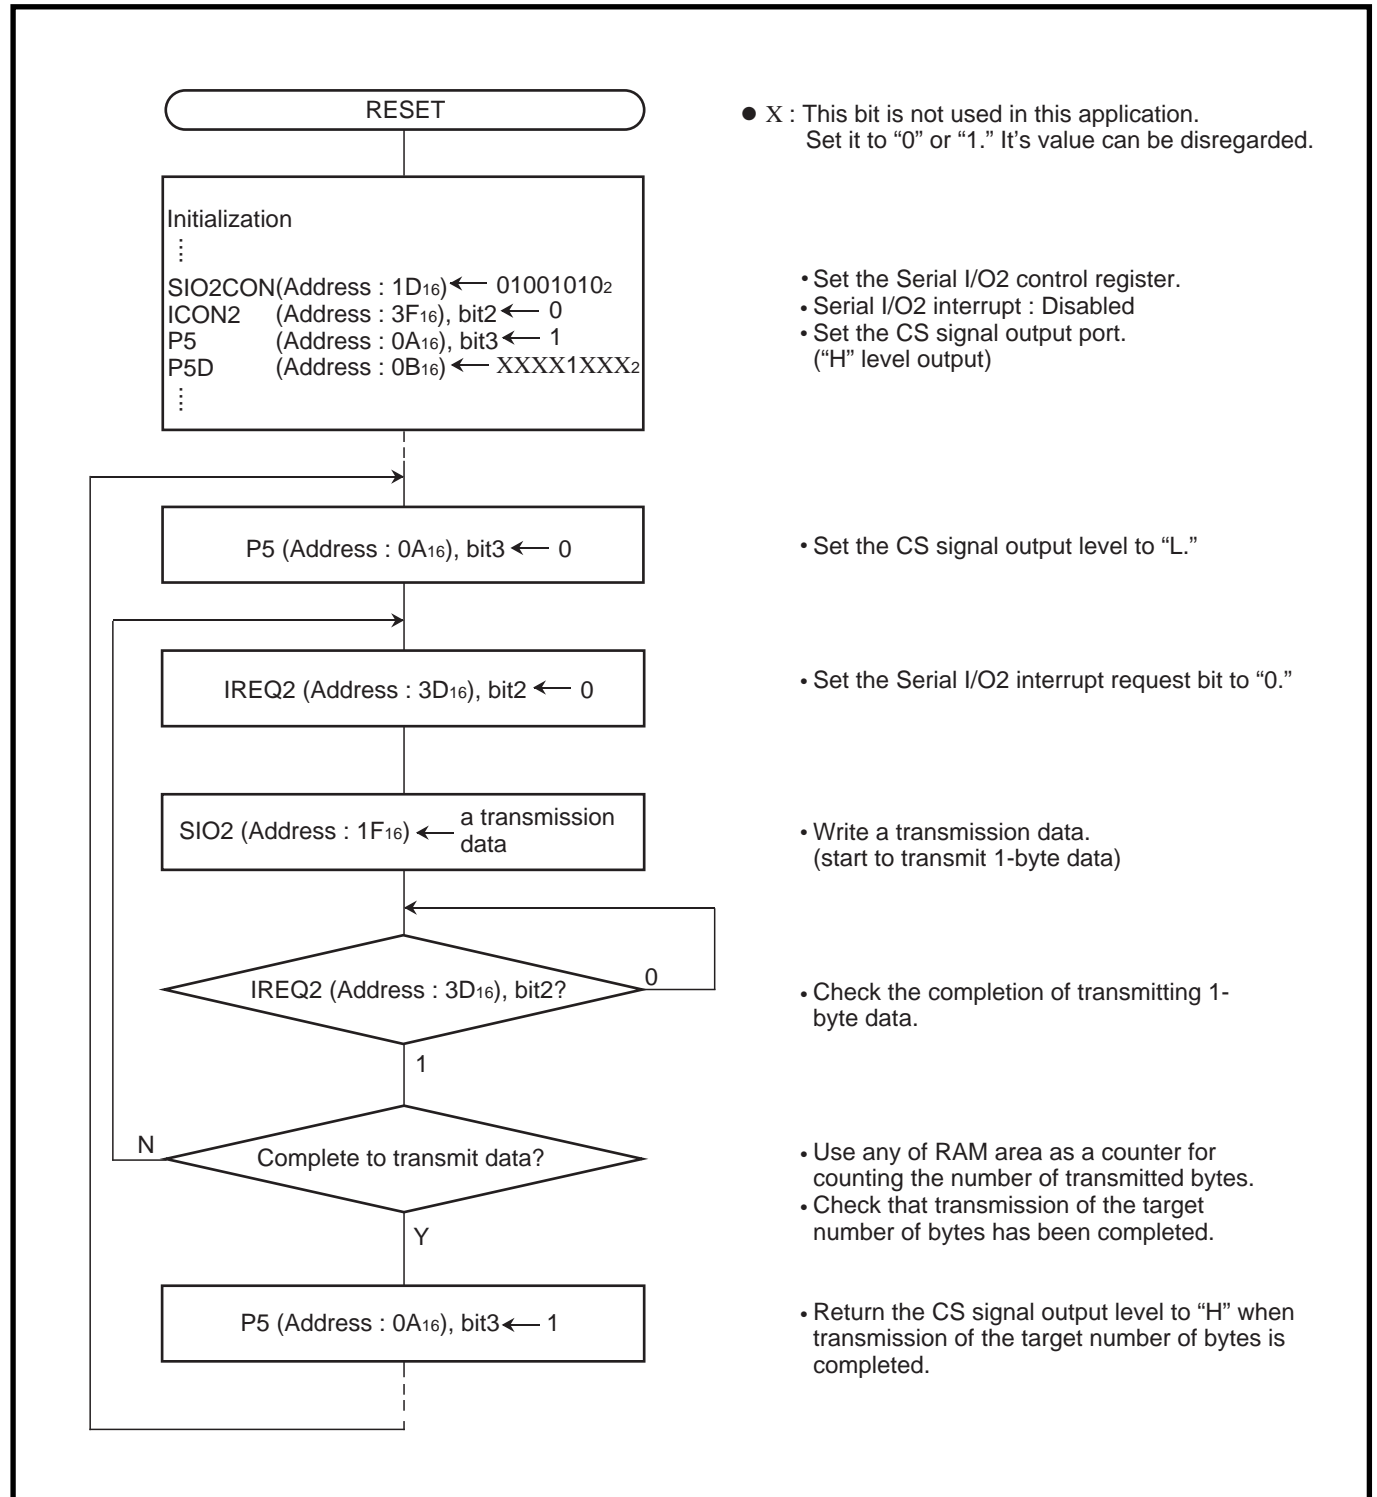 RESET
● X : This bit is not used in this application.
Set it to “0” or “1.” It’s value can be disregarded.
Initialization
⋮
SIO2CON(Address : 1D16) ← 010010102
ICON2 (Address : 3F16), bit2 ← 0
P5 (Address : 0A16), bit3 ← 1
P5D (Address : 0B16) ← XXXX1XXX2
⋮
• Set the Serial I/O2 control register.
• Serial I/O2 interrupt : Disabled
• Set the CS signal output port.
(“H” level output)
P5 (Address : 0A16), bit3 ← 0
• Set the CS signal output level to “L.”
IREQ2 (Address : 3D16), bit2 ← 0
• Set the Serial I/O2 interrupt request bit to “0.”
SIO2 (Address : 1F16) ← a transmission
data
• Write a transmission data.
(start to transmit 1-byte data)
IREQ2 (Address : 3D16), bit2?
0
1
• Check the completion of transmitting 1-
byte data.
Complete to transmit data?
N
Y
• Use any of RAM area as a counter for
counting the number of transmitted bytes.
• Check that transmission of the target
number of bytes has been completed.
P5 (Address : 0A16), bit3 ← 1
• Return the CS signal output level to “H” when
transmission of the target number of bytes is
completed.